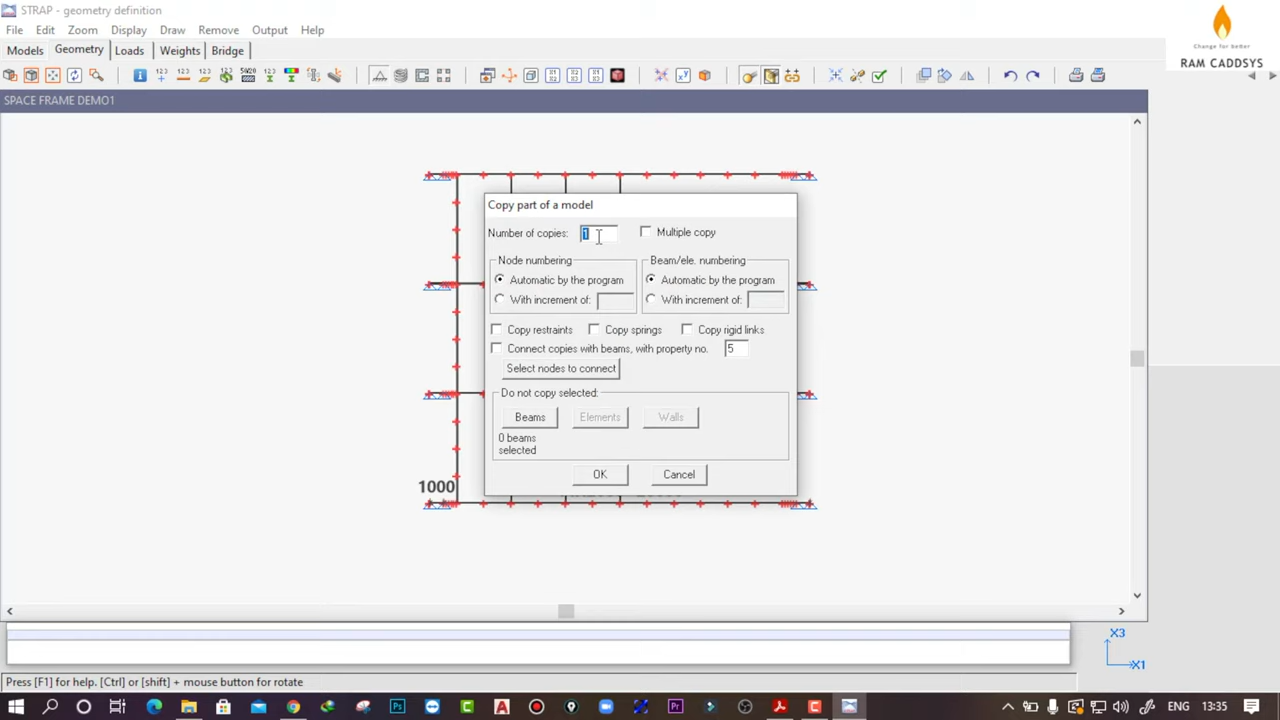 STRAP - geometry definition
File Edit Zoom Display Draw Remove Output Help
Change for better
RAM CADDSYS
Models Geometry Loads Weights Bridge
SPACE FRAME DEMO1
Copy part of a model
Number of copies: 1 Multiple copy
Node numbering Beam/ele. numbering
Automatic by the program Automatic by the program
With increment of: With increment of:
Copy restraints Copy springs Copy rigid links
Connect copies with beams, with property no. 5
Select nodes to connect
Do not copy selected:
Beams Elements Walls
0 beams
selected
OK Cancel
1000
X3
X1
Press [F1] for help. [Ctrl] or [shift] + mouse button for rotate
ENG 13:35